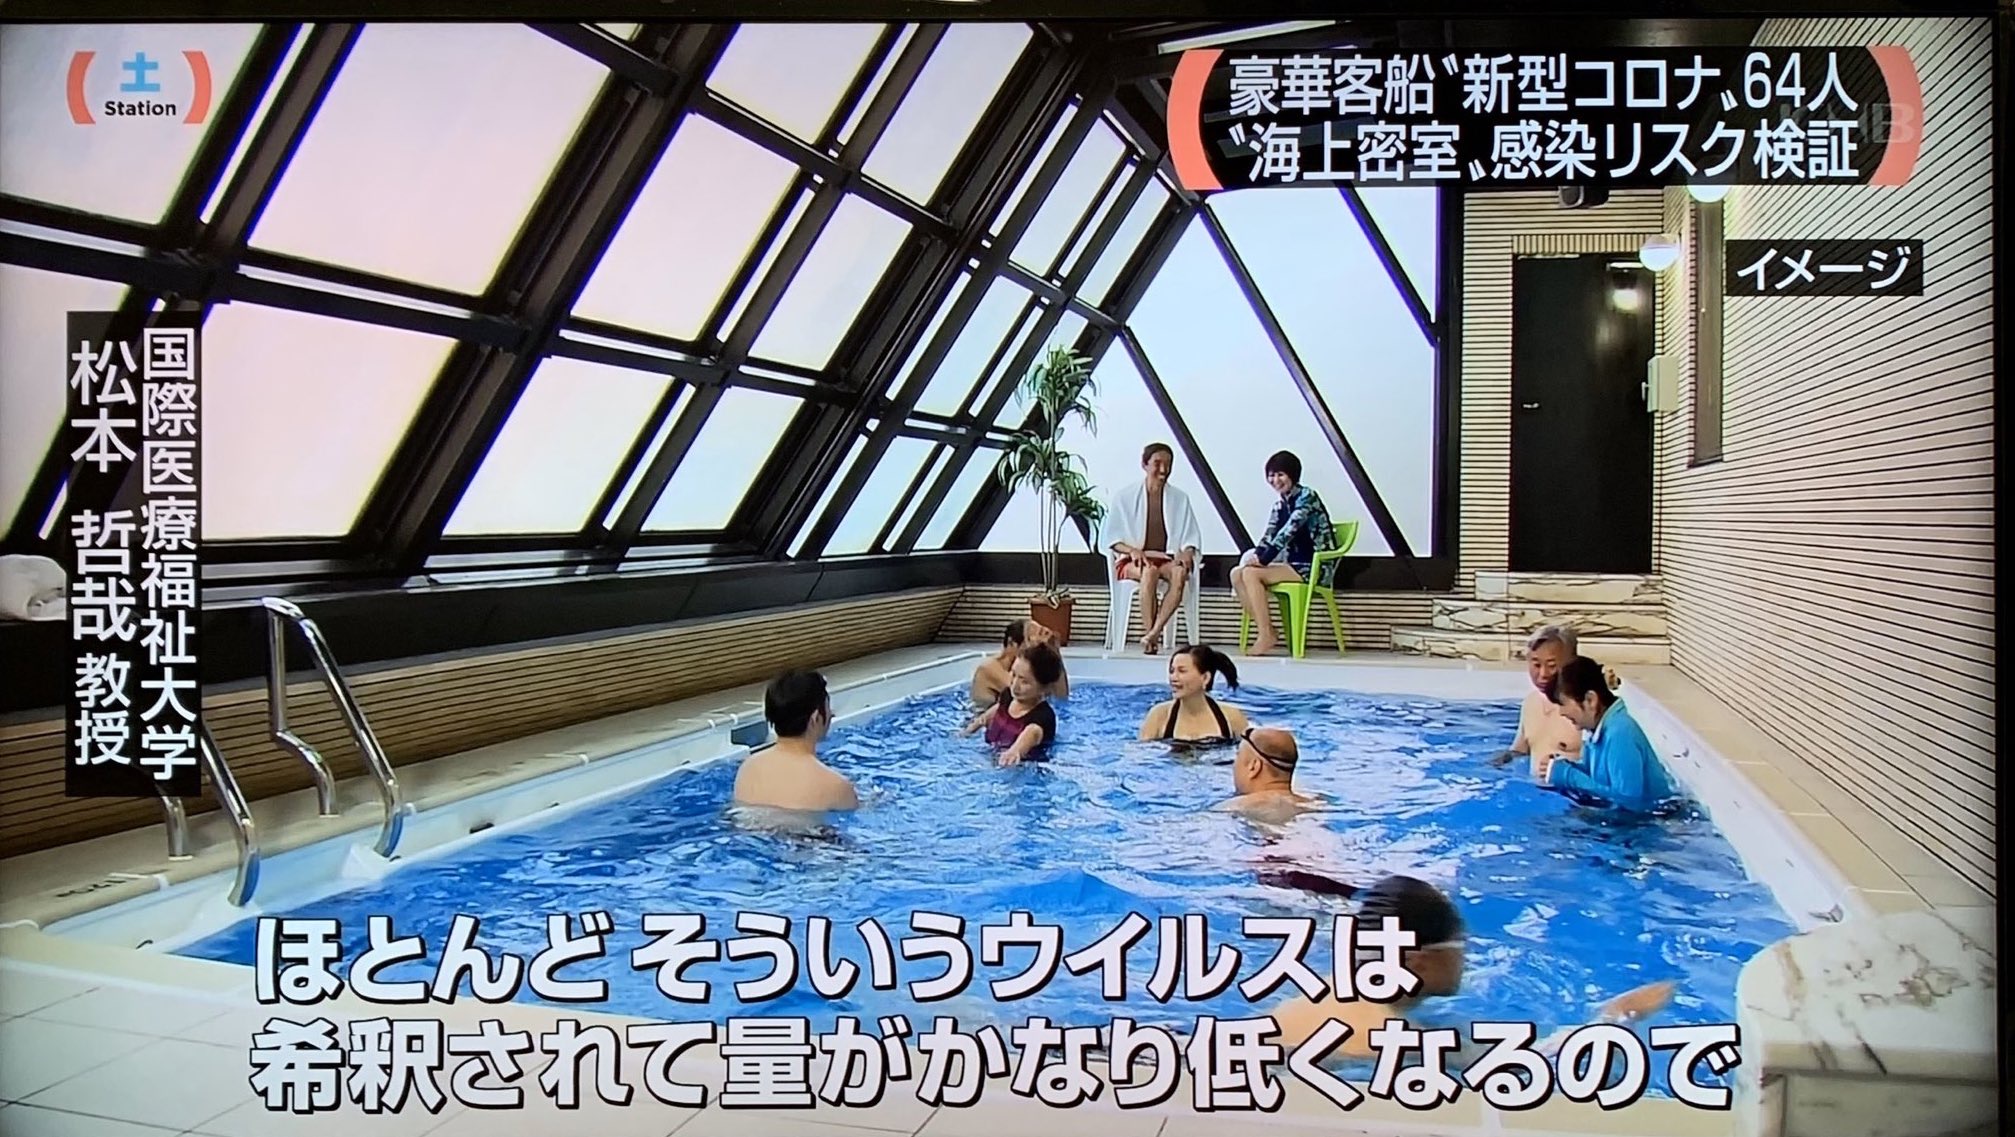 土
Station
豪華客船〝新型コロナ〟64人
〝海上密室〟感染リスク検証
イメージ
国際医療福祉大学
松本 哲哉 教授
ほとんど そういうウイルスは
希釈されて量がかなり低くなるので